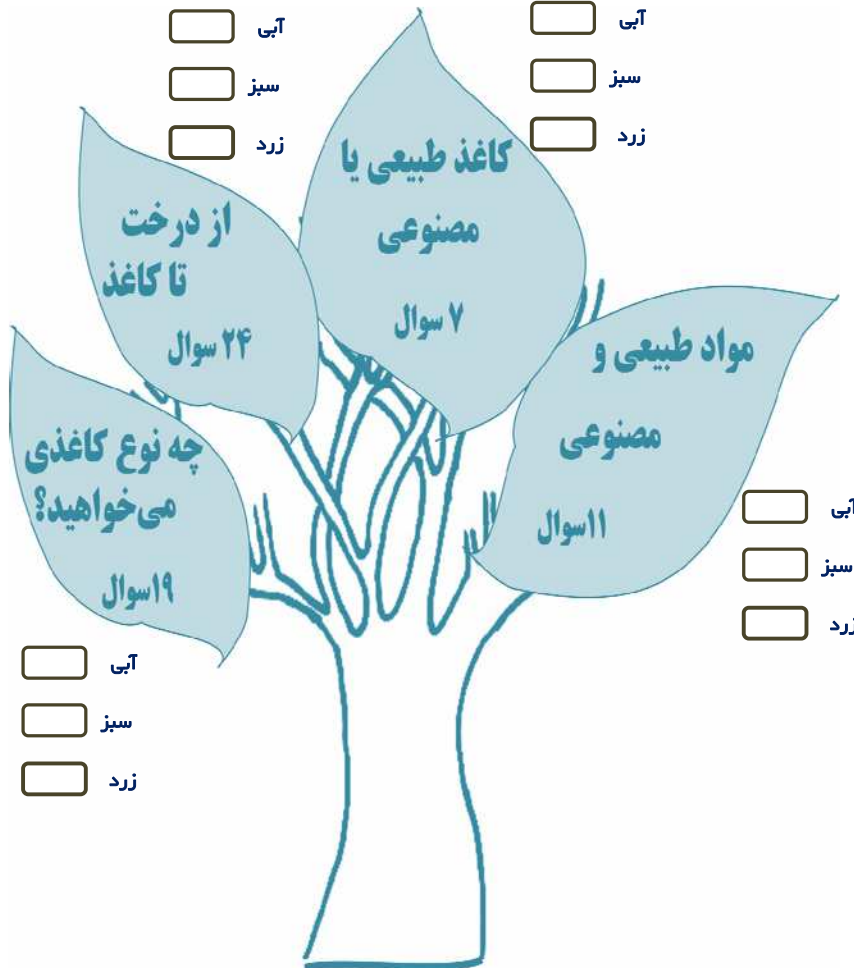 آبی
سبز
زرد
آبی
سبز
زرد
کاغذ طبیعی یا
مصنوعی
۷ سوال
از درخت
تا کاغذ
۲۴ سوال
مواد طبیعی و
مصنوعی
۱۱سوال
آبی
سبز
زرد
چه نوع کاغذی
می‌خواهید؟
۱۹سوال
آبی
سبز
زرد